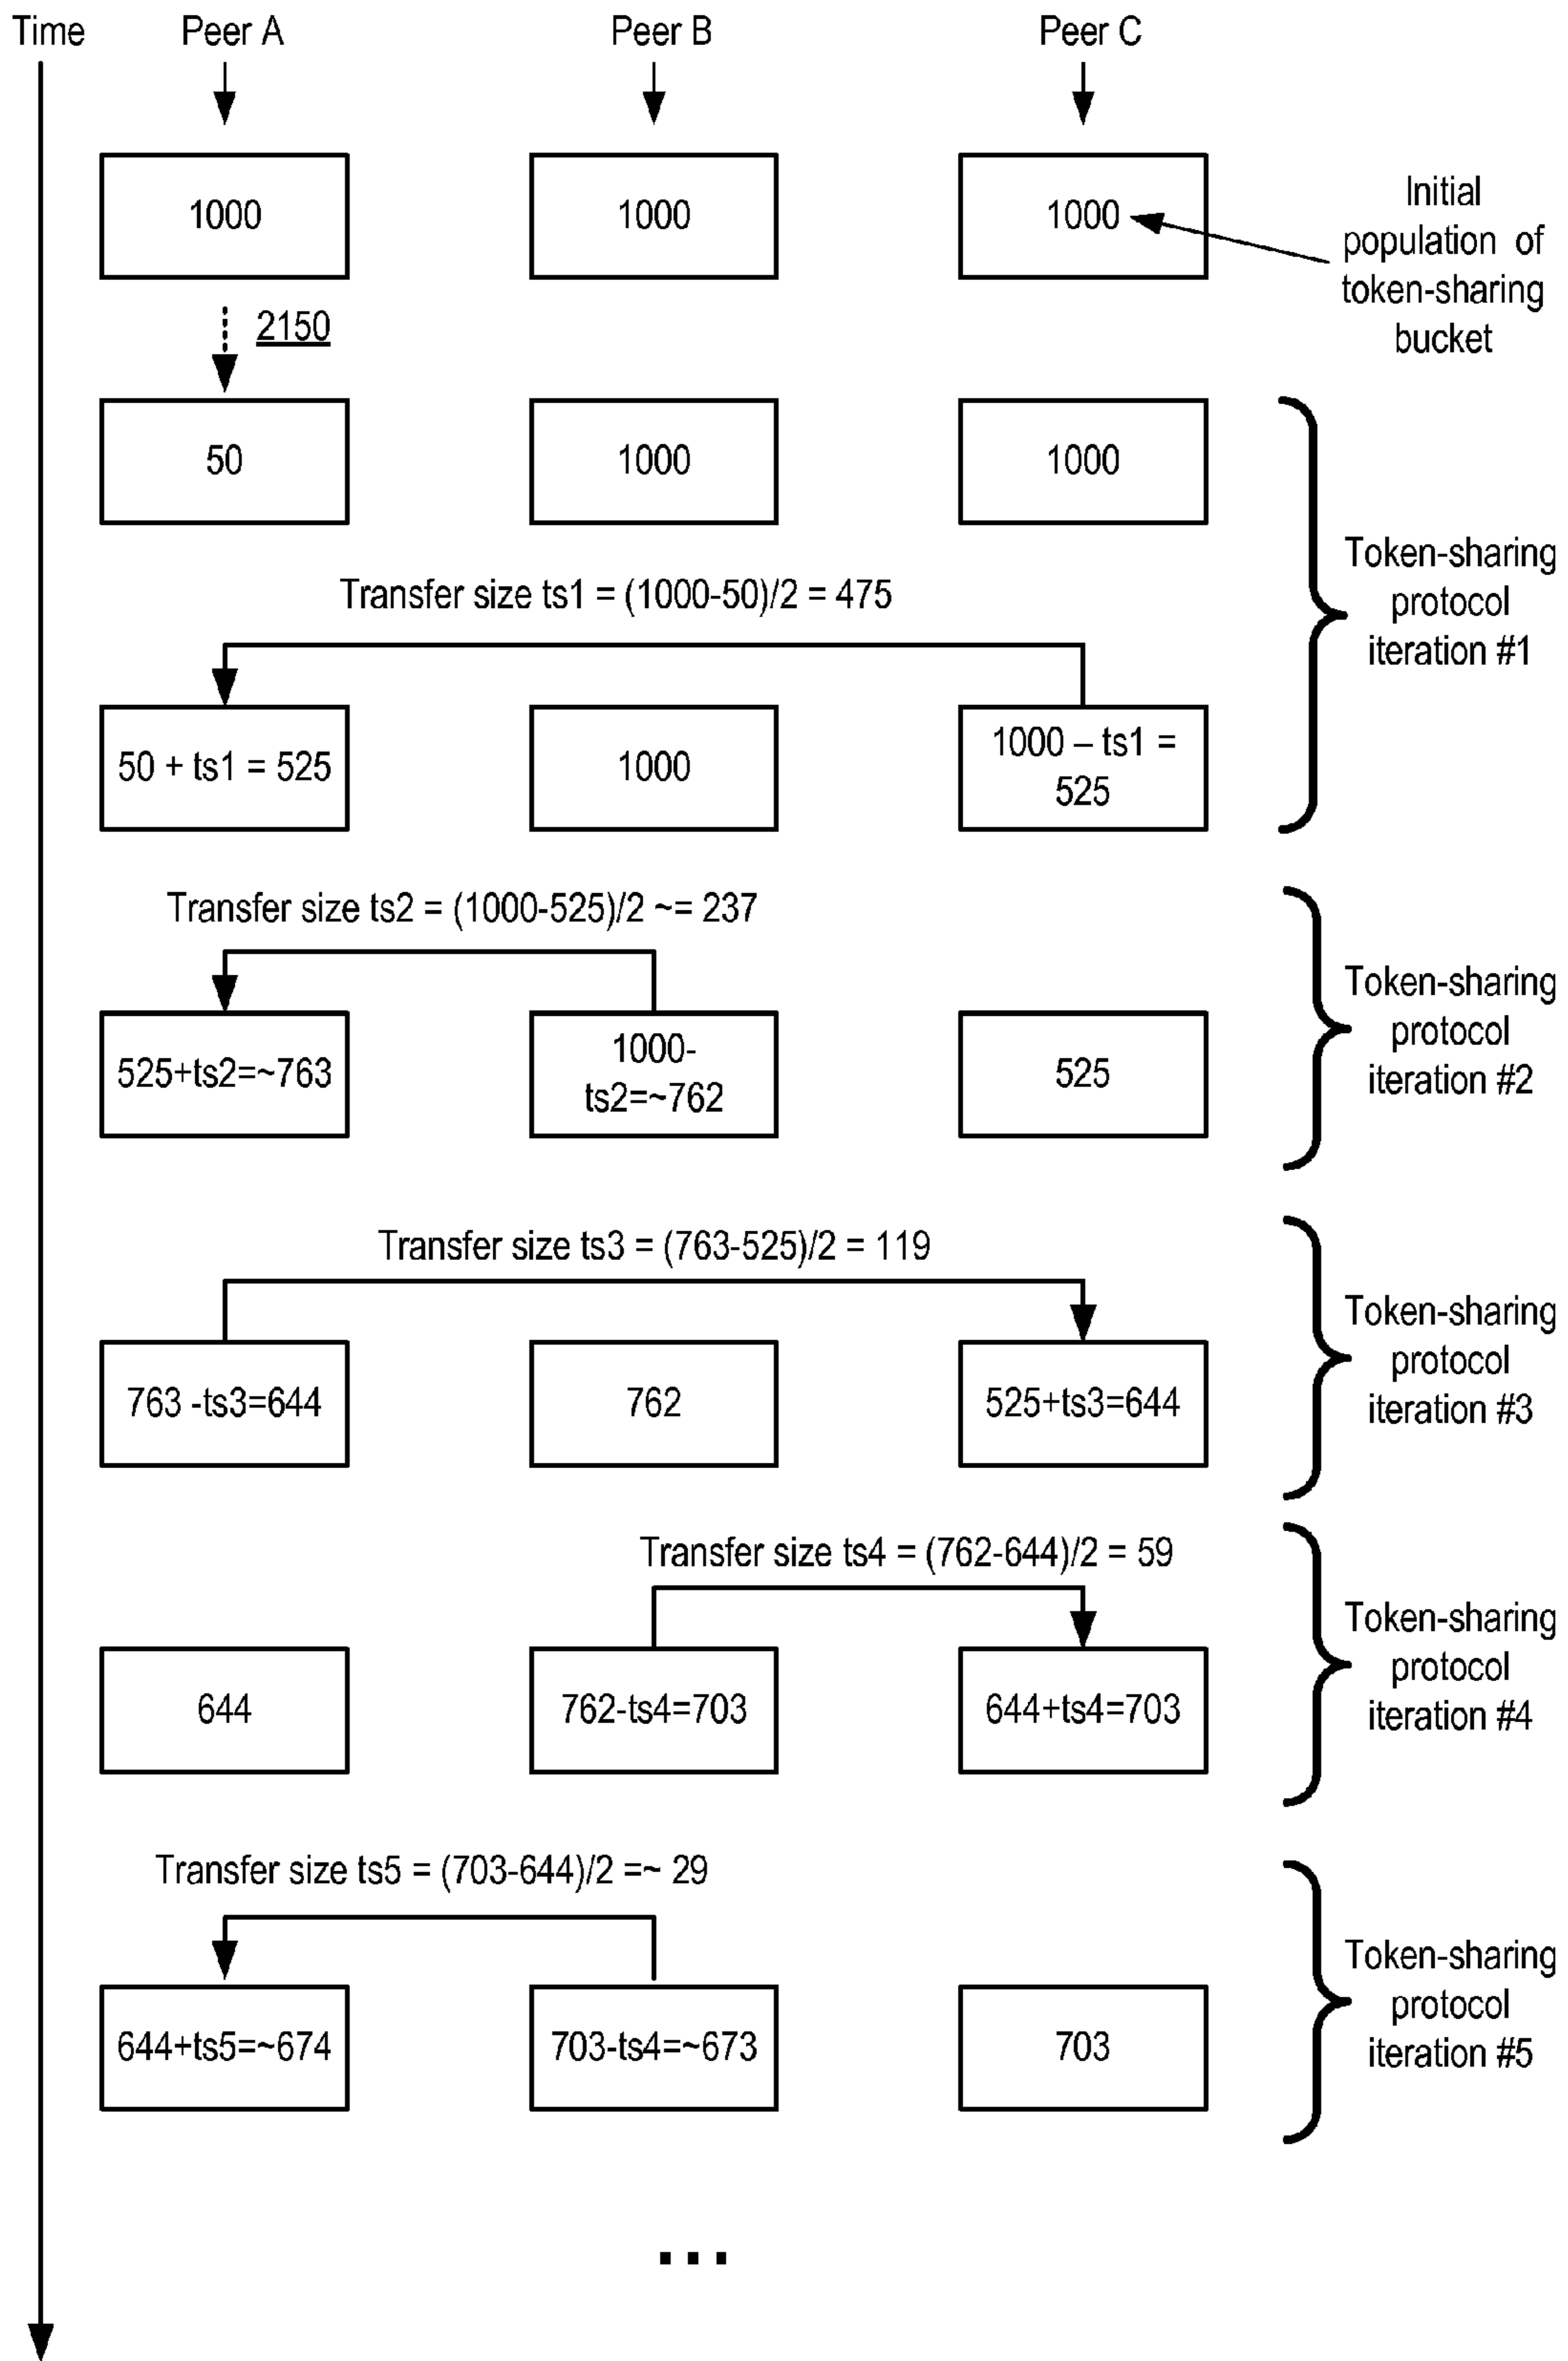 Time
Peer A
Peer B
Peer C
1000
1000
1000
Initial
population of
token-sharing
bucket
2150
50
1000
1000
Transfer size ts1 = (1000-50)/2 = 475
Token-sharing
protocol
iteration #1
50 + ts1 = 525
1000
1000 – ts1 =
525
Transfer size ts2 = (1000-525)/2 ~= 237
525+ts2=~763
1000-
ts2=~762
525
Token-sharing
protocol
iteration #2
Transfer size ts3 = (763-525)/2 = 119
763 -ts3=644
762
525+ts3=644
Token-sharing
protocol
iteration #3
Transfer size ts4 = (762-644)/2 = 59
644
762-ts4=703
644+ts4=703
Token-sharing
protocol
iteration #4
Transfer size ts5 = (703-644)/2 =~ 29
644+ts5=~674
703-ts4=~673
703
Token-sharing
protocol
iteration #5
...